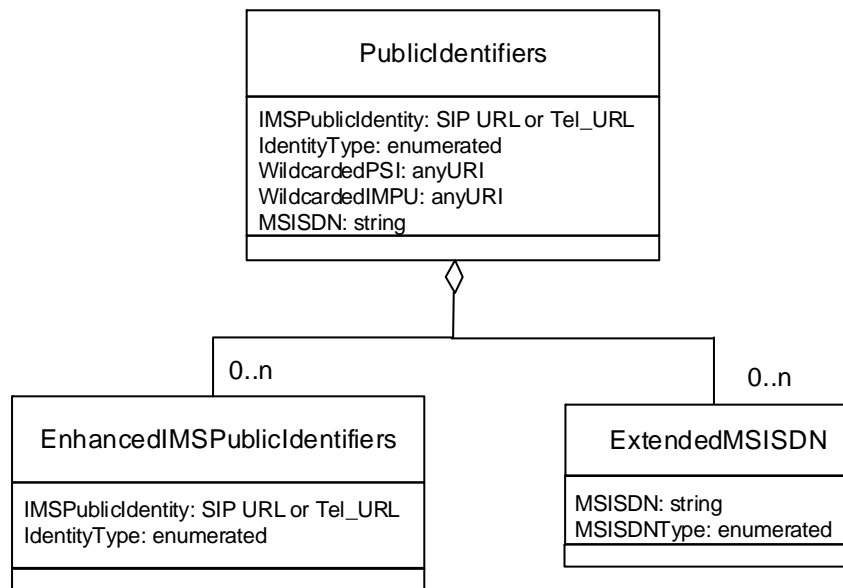 PublicIdentifiers
IMSPublicIdentity: SIP URL or Tel_URL
IdentityType: enumerated
WildcardedPSI: anyURI
WildcardedIMPU: anyURI
MSISDN: string
0..n
0..n
EnhancedIMSPublicIdentifiers
IMSPublicIdentity: SIP URL or Tel_URL
IdentityType: enumerated
ExtendedMSISDN
MSISDN: string
MSISDNType: enumerated